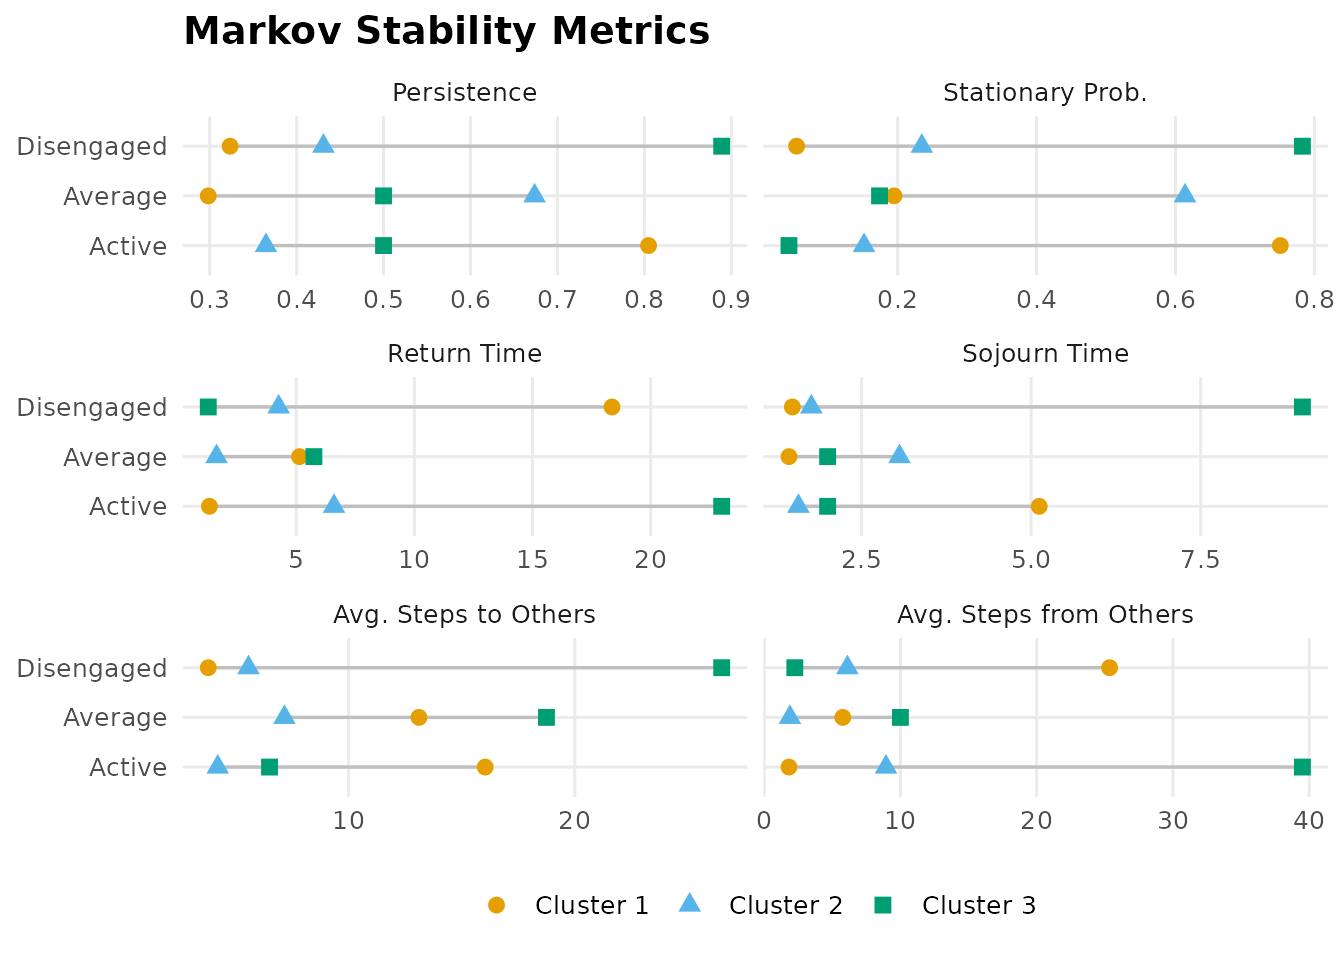 Markov Stability Metrics
Persistence
Stationary Prob.
Disengaged
Average
Active
0.3 0.4 0.5 0.6 0.7 0.8 0.9
0.2 0.4 0.6 0.8
Return Time
Sojourn Time
Disengaged
Average
Active
5 10 15 20
2.5 5.0 7.5
Avg. Steps to Others
Avg. Steps from Others
Disengaged
Average
Active
10 20
0 10 20 30 40
Cluster 1 Cluster 2 Cluster 3